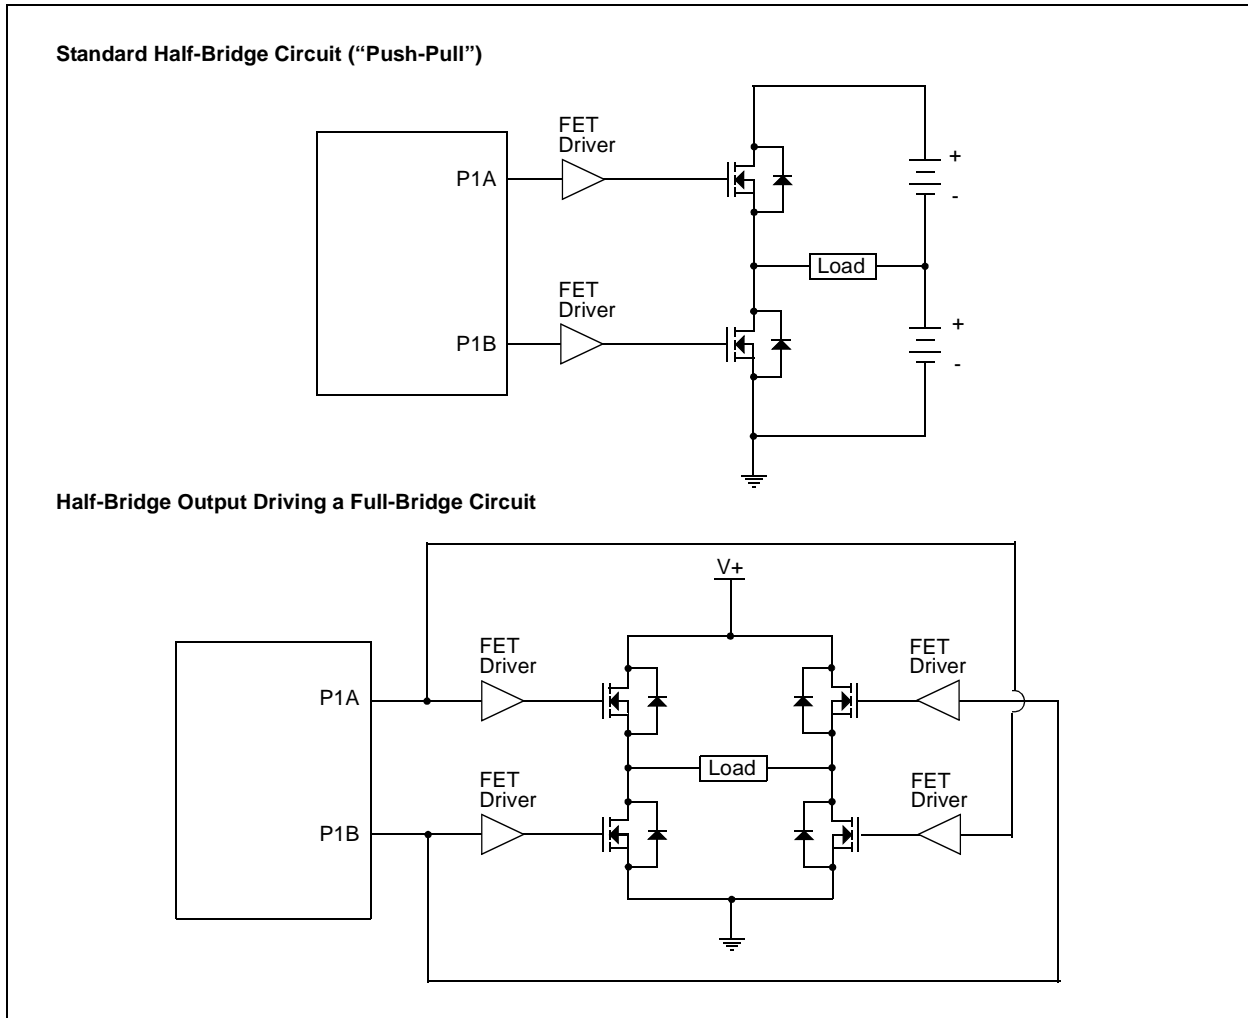 Standard Half-Bridge Circuit (“Push-Pull”)
FET
Driver
P1A
+
-
Load
FET
Driver
P1B
+
-
Half-Bridge Output Driving a Full-Bridge Circuit
V+
FET
Driver
FET
Driver
P1A
Load
FET
Driver
FET
Driver
P1B